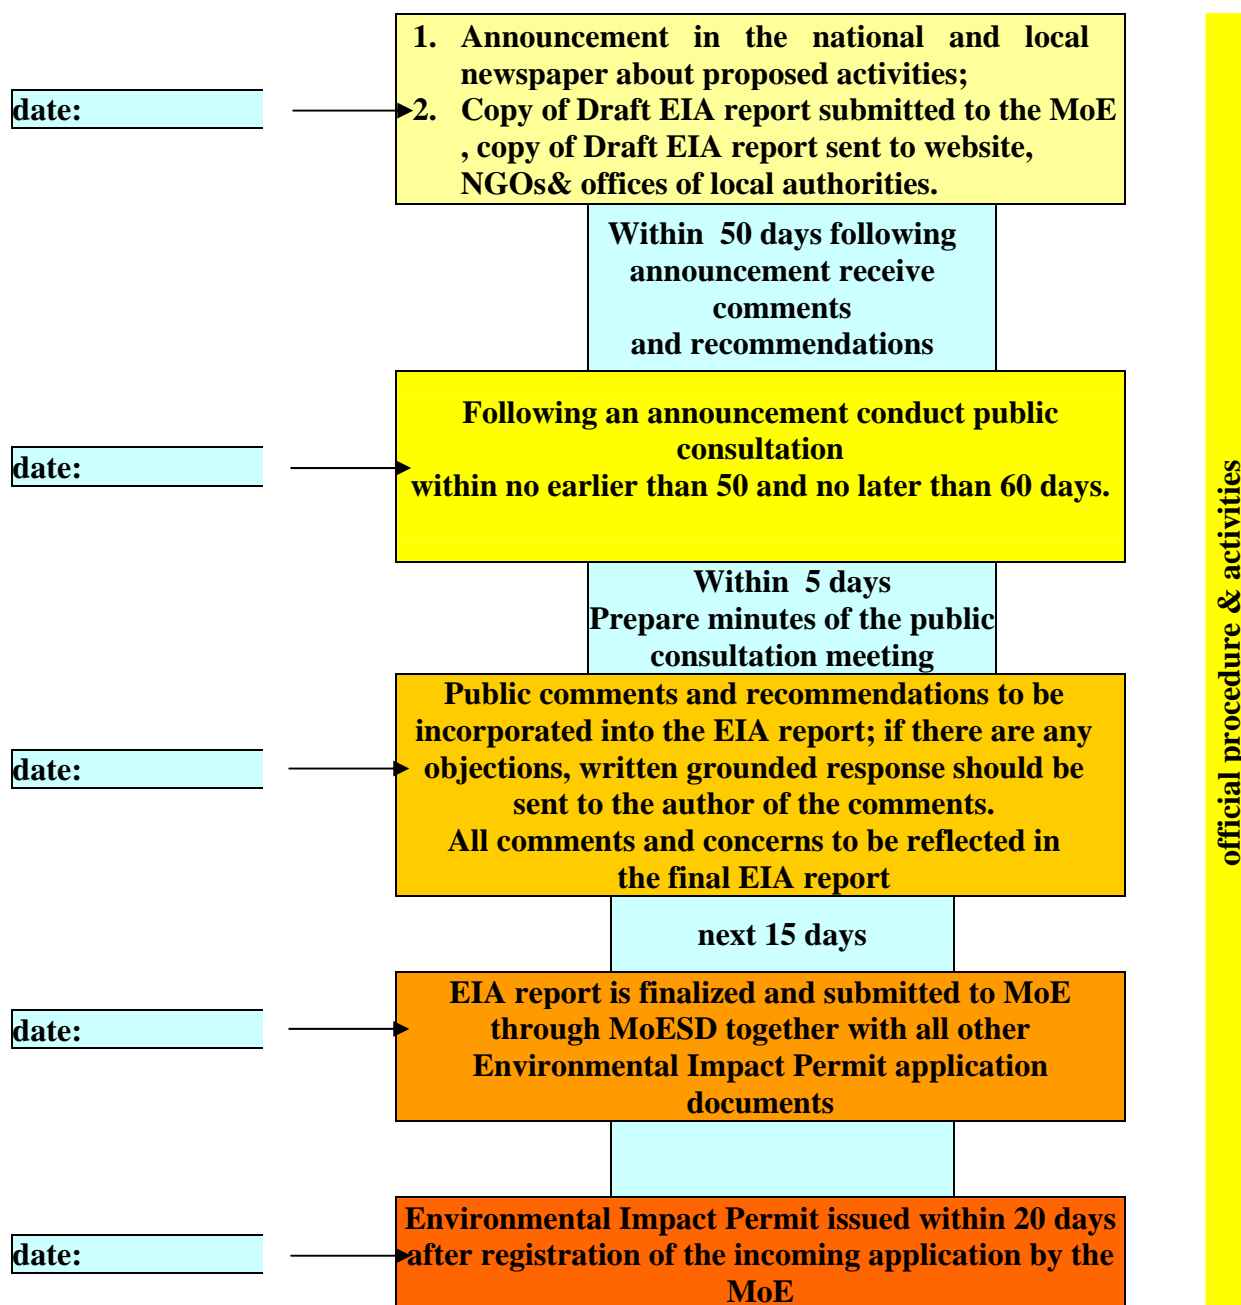 1. Announcement in the national and local
newspaper about proposed activities;
date:
2. Copy of Draft EIA report submitted to the MoE
, copy of Draft EIA report sent to website,
NGOs& offices of local authorities.
Within 50 days following
announcement receive
comments
and recommendations
Following an announcement conduct public
consultation
date:
within no earlier than 50 and no later than 60 days.
Within 5 days
Prepare minutes of the public
consultation meeting
Public comments and recommendations to be
incorporated into the EIA report; if there are any
date:
objections, written grounded response should be
sent to the author of the comments.
All comments and concerns to be reflected in
the final EIA report
next 15 days
EIA report is finalized and submitted to MoE
date:
through MoESD together with all other
Environmental Impact Permit application
documents
Environmental Impact Permit issued within 20 days
date:
after registration of the incoming application by the
MoE
official procedure & activities